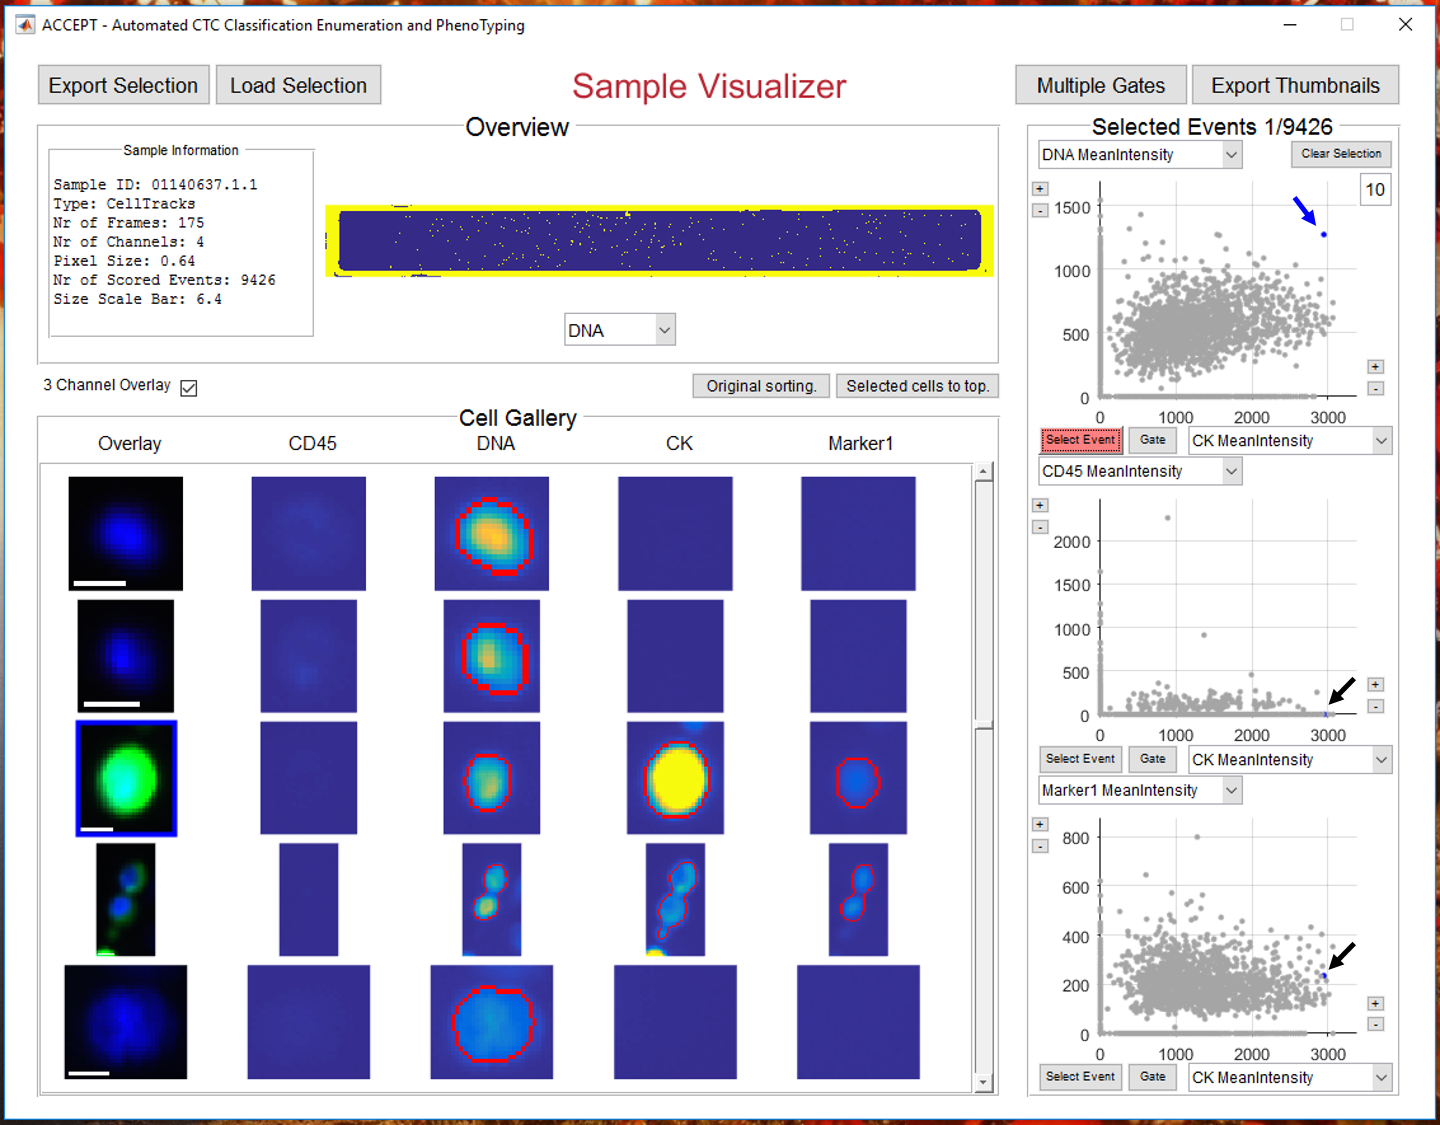 ACCEPT - Automated CTC Classification Enumeration and PhenoTyping
Export Selection
Load Selection
Sample Visualizer
Multiple Gates
Export Thumbnails
Overview
Sample Information
Sample ID: 01140637.1.1
Type: CellTracks
Nr of Frames: 175
Nr of Channels: 4
Pixel Size: 0.64
Nr of Scored Events: 9426
Size Scale Bar: 6.4
DNA
3 Channel Overlay
Original sorting.
Selected cells to top.
Cell Gallery
Overlay CD45 DNA CK Marker1
Selected Events 1/9426
DNA MeanIntensity
Clear Selection
+
-
10
1500
1000
500
0
0 1000 2000 3000
+
-
Select Event
Gate
CK MeanIntensity
CD45 MeanIntensity
+
-
2000
1500
1000
500
0
0 1000 2000 3000
+
-
Select Event
Gate
CK MeanIntensity
Marker1 MeanIntensity
+
-
800
600
400
200
0
0 1000 2000 3000
+
-
Select Event
Gate
CK MeanIntensity